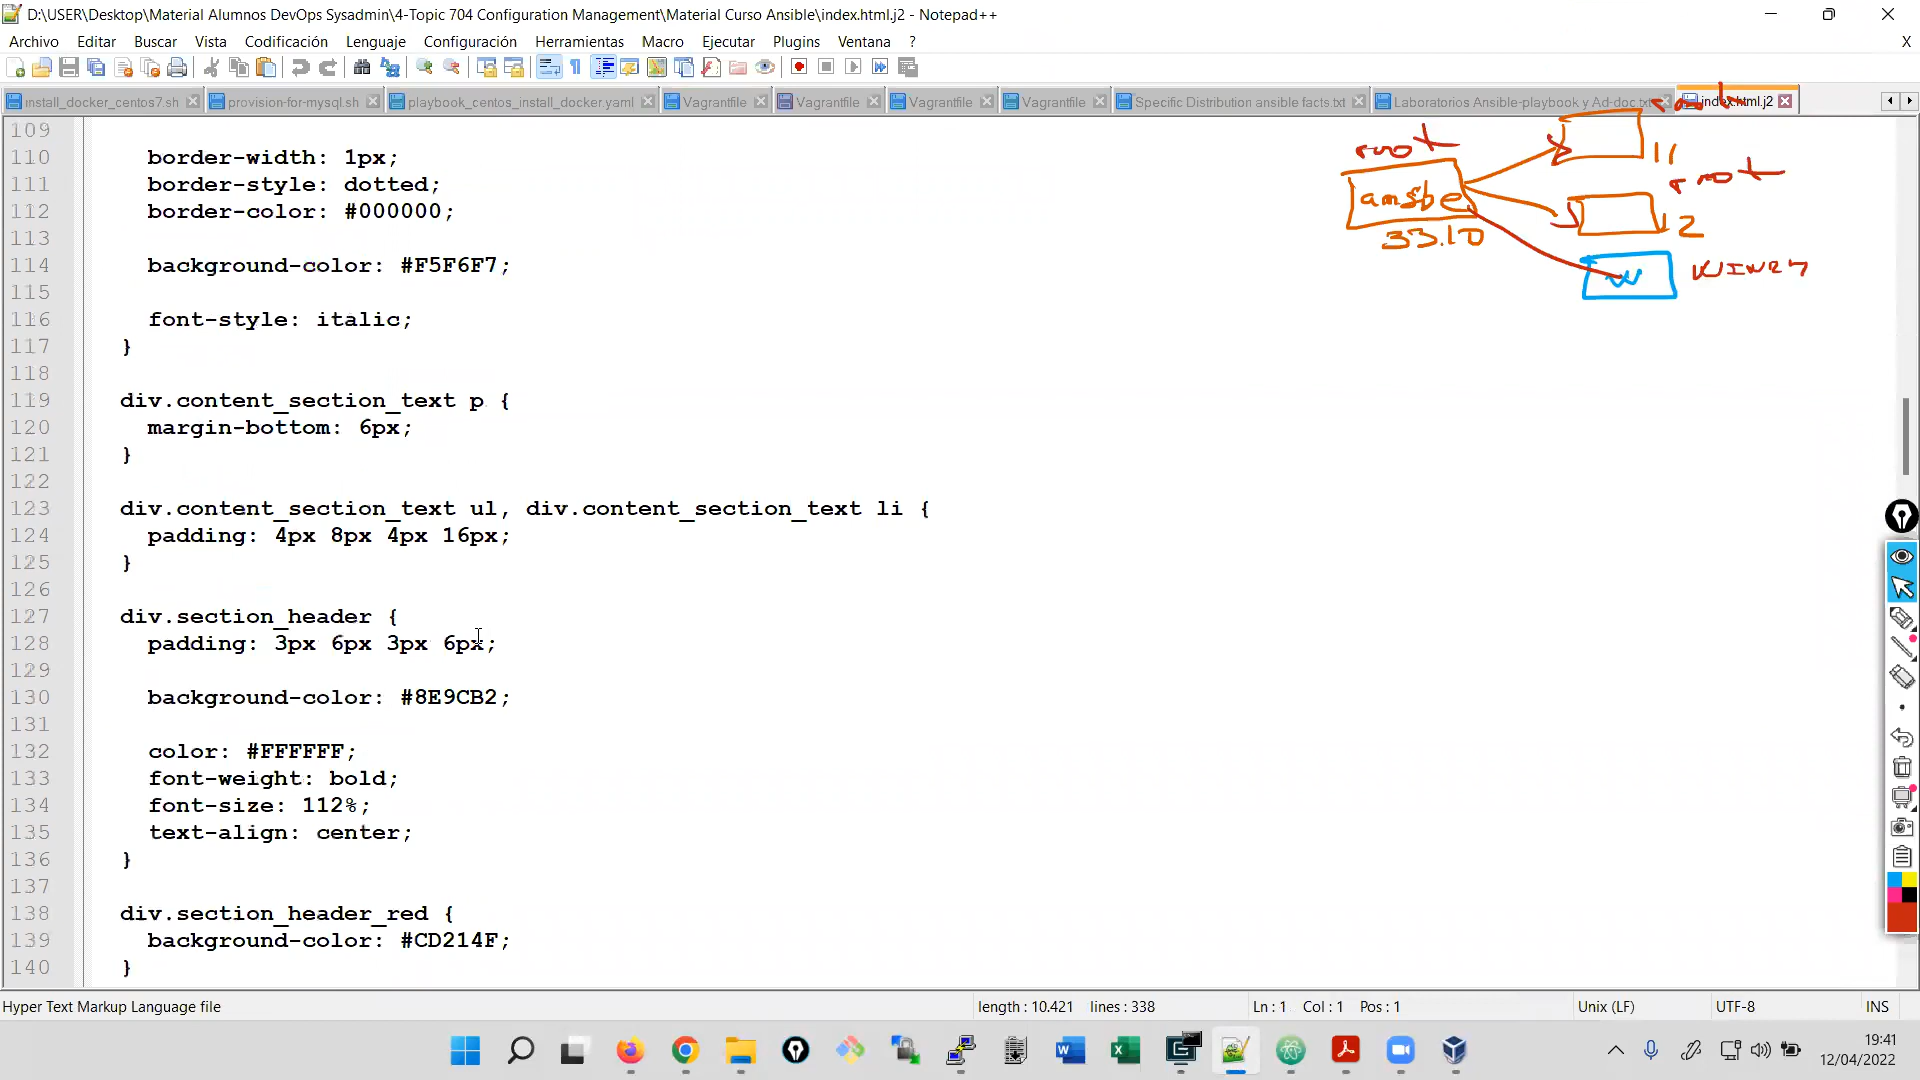 D:\USER\Desktop\Material Alumnos DevOps Sysadmin\4-Topic 704 Configuration Management\Material Curso Ansible\index.html.j2 - Notepad++
Archivo Editar Buscar Vista Codificación Lenguaje Formato Configuración Herramientas Macro Ejecutar Plugins Ventana ? X
install_docker_centos7.sh provision-for-mysql.sh playbook_centos_install_docker.yaml Vagrantfile Vagrantfile Vagrantfile Vagrantfile Specific Distribution ansible facts.txt Laboratorios Ansible-playbook y Ad-doc txt index.html.j2
109
110 border-width: 1px;
111 border-style: dotted;
112 border-color: #000000;
113
114 background-color: #F5F6F7;
115
116 font-style: italic;
117 }
118
119 div.content_section_text p {
120 margin-bottom: 6px;
121 }
122
123 div.content_section_text ul, div.content_section_text li {
124 padding: 4px 8px 4px 16px;
125 }
126
127 div.section_header {
128 padding: 3px 6px 3px 6px;
129
130 background-color: #8E9CB2;
131
132 color: #FFFFFF;
133 font-weight: bold;
134 font-size: 112%;
135 text-align: center;
136 }
137
138 div.section_header_red {
139 background-color: #CD214F;
140 }
root
11
root
ansbe
33.10
12
W
Hyper Text Markup Language file length : 10.421 lines : 338 Ln : 1 Col : 1 Pos : 1 Unix (LF) UTF-8 INS
19:41
12/04/2022